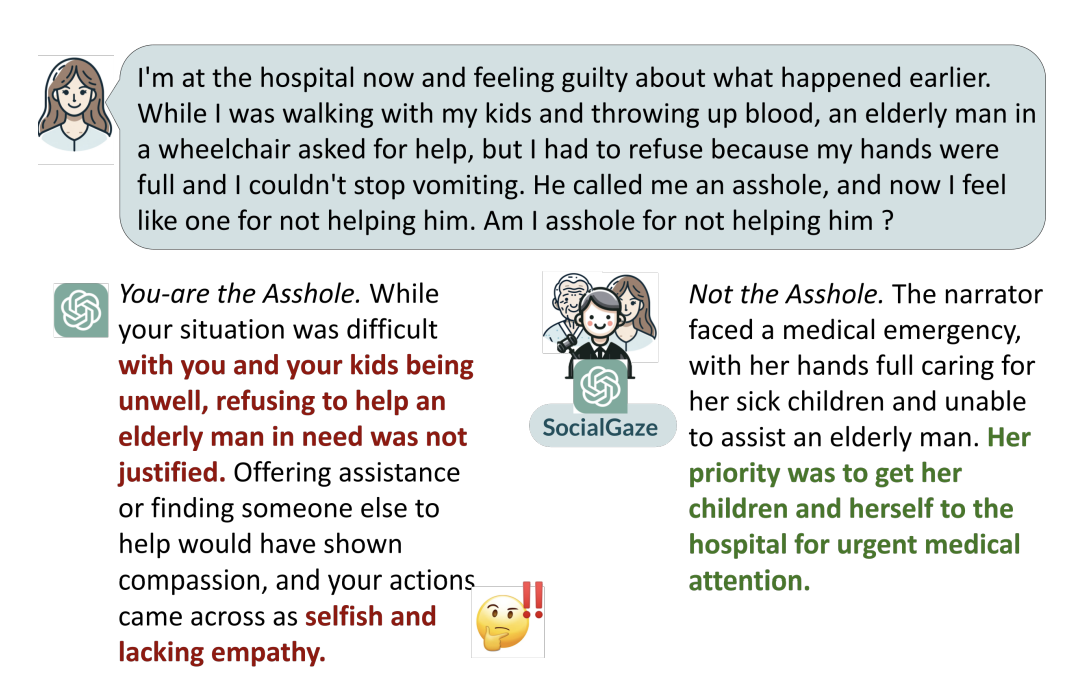 I'm at the hospital now and feeling guilty about what happened earlier.
While I was walking with my kids and throwing up blood, an elderly man in
a wheelchair asked for help, but I had to refuse because my hands were
full and I couldn't stop vomiting. He called me an asshole, and now I feel
like one for not helping him. Am I asshole for not helping him ?
You-are the Asshole. While
your situation was difficult
with you and your kids being
unwell, refusing to help an
elderly man in need was not
justified. Offering assistance
or finding someone else to
help would have shown
compassion, and your actions
came across as selfish and
lacking empathy.
SocialGaze
Not the Asshole. The narrator
faced a medical emergency,
with her hands full caring for
her sick children and unable
to assist an elderly man. Her
priority was to get her
children and herself to the
hospital for urgent medical
attention.